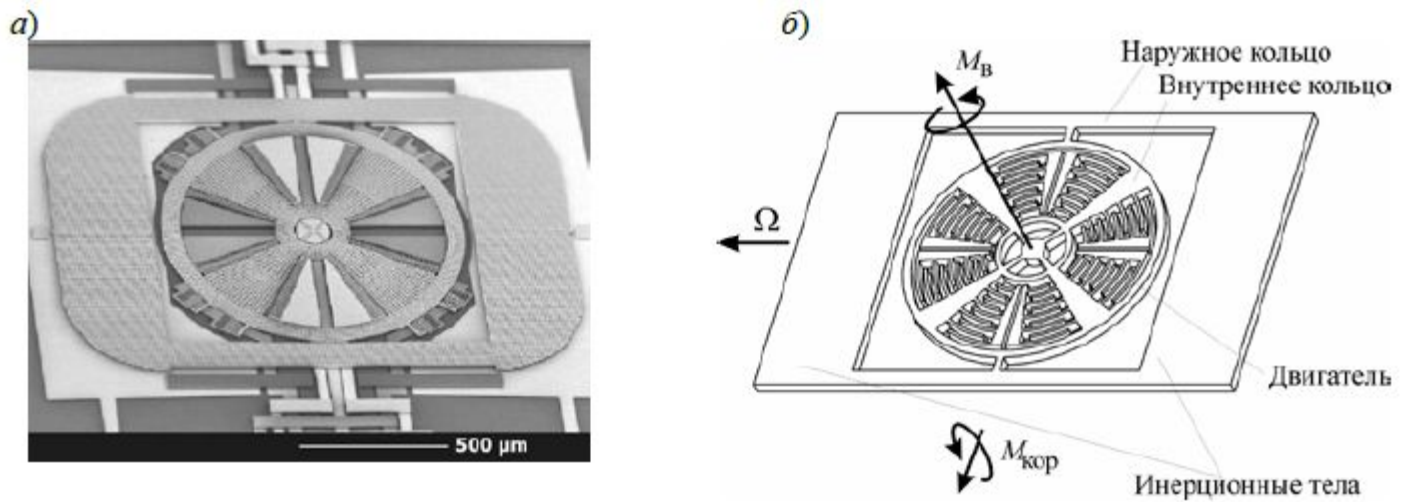 а)
500 µm
б)
Наружное кольцо
Внутреннее кольцо
Mв
Ω
Двигатель
Mкор
Инерционные тела